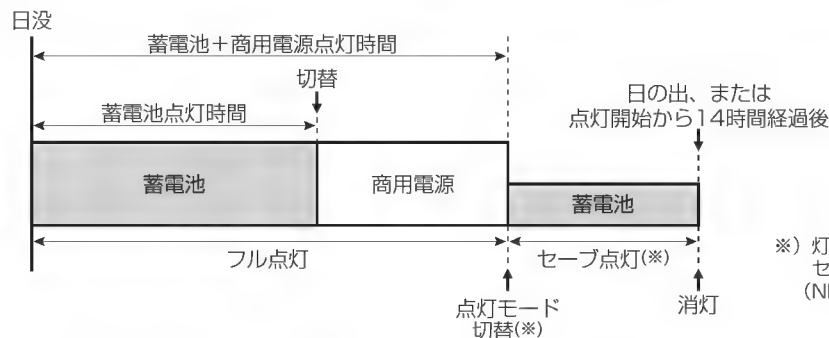 日没
蓄電池＋商用電源点灯時間
切替
蓄電池点灯時間
日の出、または
点灯開始から14時間経過後
蓄電池
商用電源
蓄電池
フル点灯
セーブ点灯(※)
※）灯
セ
点灯モード
切替(※)
消灯